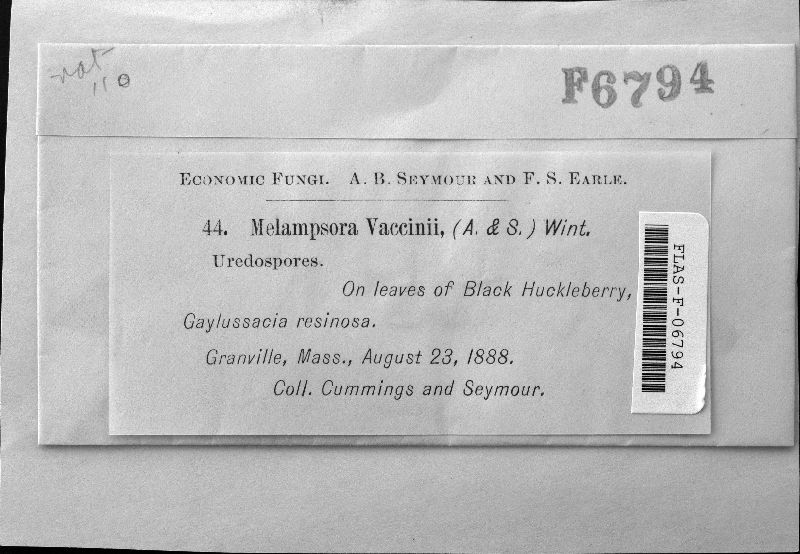 F6794
ECONOMIC FUNGI. A. B. SEYMOUR AND F. S. EARLE.
44. Melampsora Vaccinii, (A. & S.) Wint.
Uredospores.
On leaves of Black Huckleberry,
Gaylussacia resinosa.
Granville, Mass., August 23, 1888.
Coll. Cummings and Seymour.
FLAS-F-06794